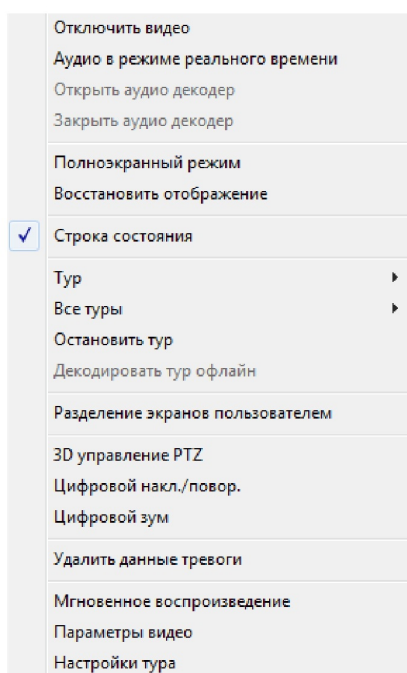 Отключить видео
Аудио в режиме реального времени
Открыть аудио декодер
Закрыть аудио декодер
Полноэкранный режим
Восстановить отображение
Строка состояния
Тур
Все туры
Остановить тур
Декодировать тур офлайн
Разделение экранов пользователем
3D управление PTZ
Цифровой накл./повор.
Цифровой зум
Удалить данные тревоги
Мгновенное воспроизведение
Параметры видео
Настройки тура